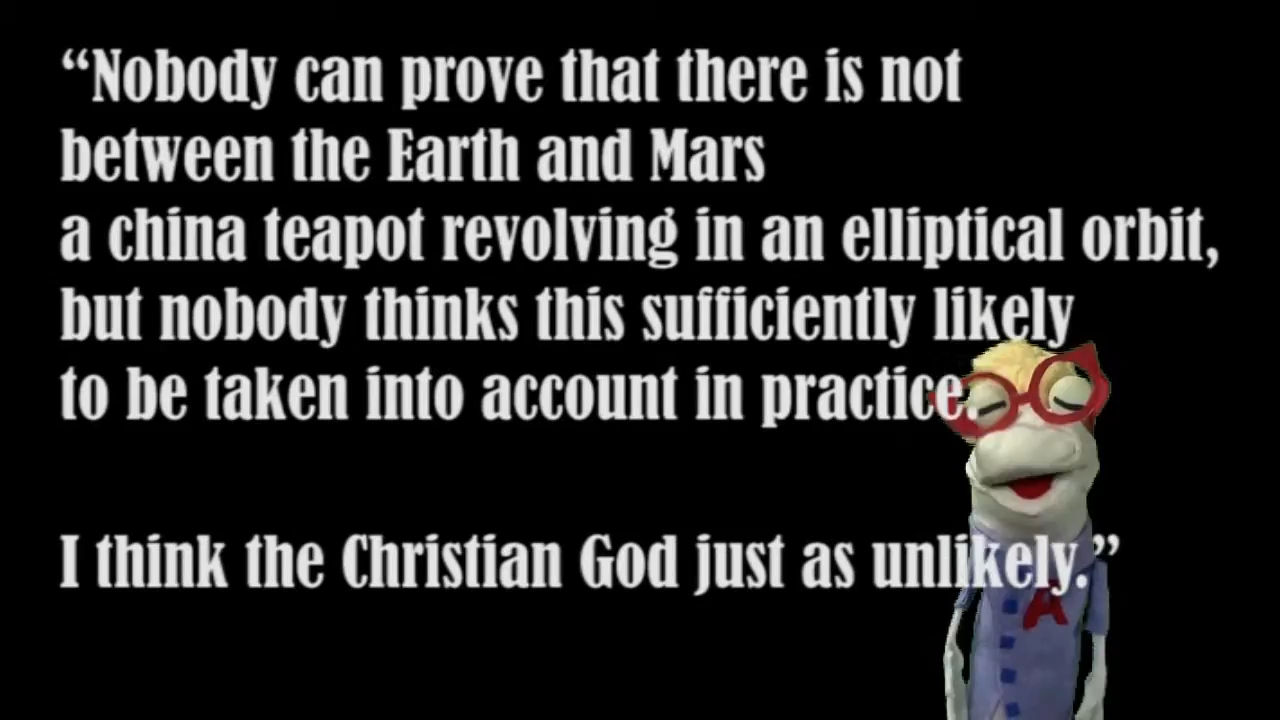 “Nobody can prove that there is not
between the Earth and Mars
a china teapot revolving in an elliptical orbit,
but nobody thinks this sufficiently likely
to be taken into account in practice.
I think the Christian God just as unlikely.”
A